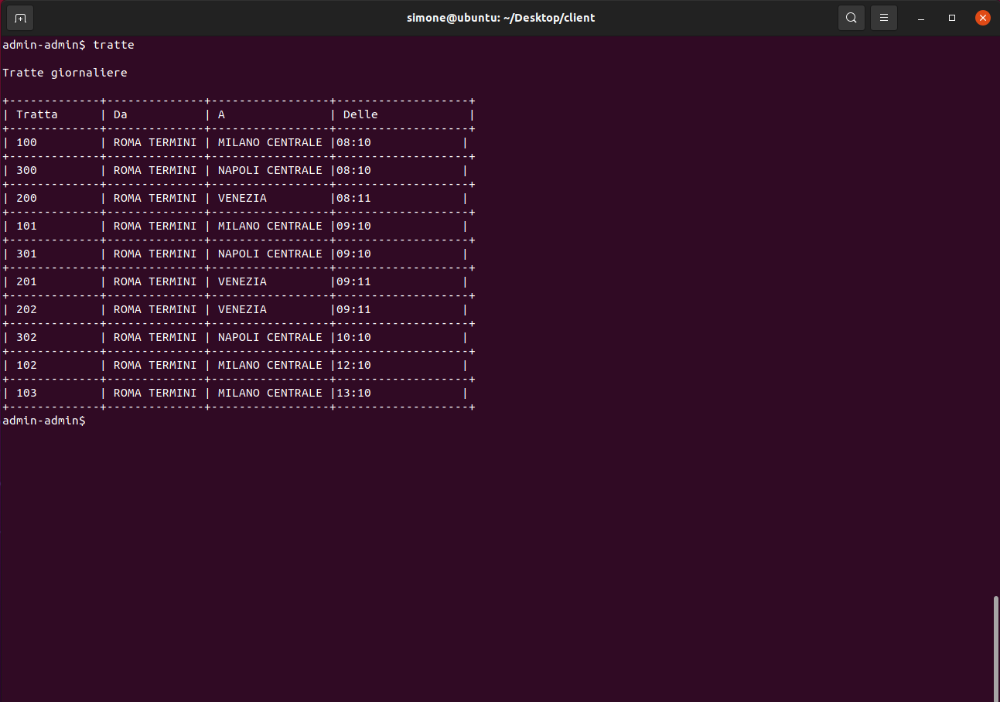 simone@ubuntu: ~/Desktop/client
admin-admin$ tratte
Tratte giornaliere
+-------------+--------------+-----------------+-------------------+
| Tratta      | Da           | A               | Delle             |
+-------------+--------------+-----------------+-------------------+
| 100         | ROMA TERMINI | MILANO CENTRALE |08:10             |
+-------------+--------------+-----------------+-------------------+
| 300         | ROMA TERMINI | NAPOLI CENTRALE |08:10             |
+-------------+--------------+-----------------+-------------------+
| 200         | ROMA TERMINI | VENEZIA         |08:11             |
+-------------+--------------+-----------------+-------------------+
| 101         | ROMA TERMINI | MILANO CENTRALE |09:10             |
+-------------+--------------+-----------------+-------------------+
| 301         | ROMA TERMINI | NAPOLI CENTRALE |09:10             |
+-------------+--------------+-----------------+-------------------+
| 201         | ROMA TERMINI | VENEZIA         |09:11             |
+-------------+--------------+-----------------+-------------------+
| 202         | ROMA TERMINI | VENEZIA         |09:11             |
+-------------+--------------+-----------------+-------------------+
| 302         | ROMA TERMINI | NAPOLI CENTRALE |10:10             |
+-------------+--------------+-----------------+-------------------+
| 102         | ROMA TERMINI | MILANO CENTRALE |12:10             |
+-------------+--------------+-----------------+-------------------+
| 103         | ROMA TERMINI | MILANO CENTRALE |13:10             |
+-------------+--------------+-----------------+-------------------+
admin-admin$